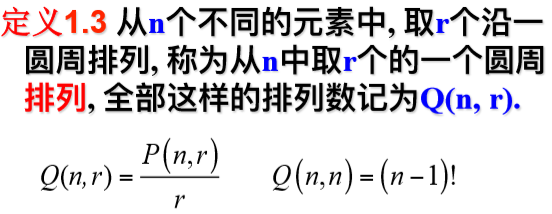 定义1.3 从n个不同的元素中, 取r个沿一
圆周排列, 称为从n中取r个的一个圆周
排列, 全部这样的排列数记为Q(n, r).
Q(n,r) = P(n,r)/r  Q(n,n) = (n−1)!